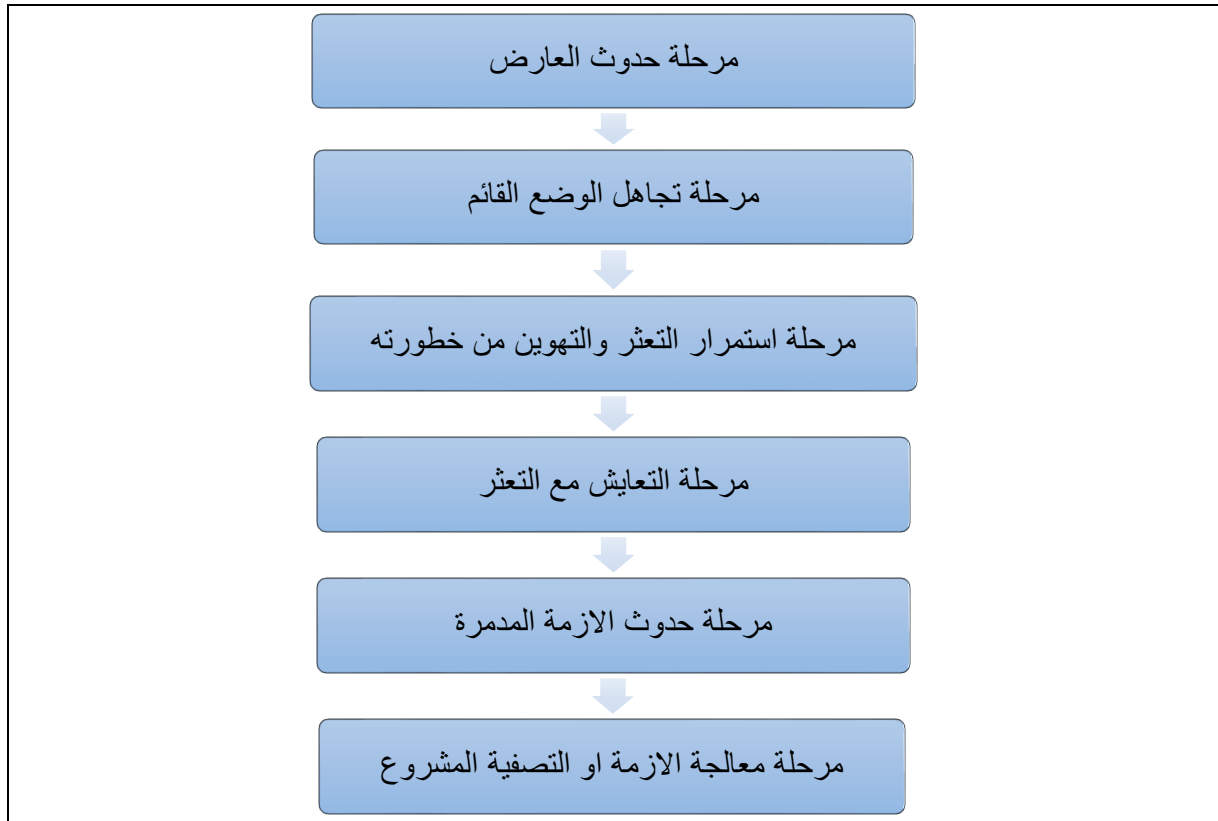 مرحلة حدوث العارض
مرحلة تجاهل الوضع القائم
مرحلة استمرار التعثر والتهوين من خطورته
مرحلة التعايش مع التعثر
مرحلة حدوث الازمة المدمرة
مرحلة معالجة الازمة او التصفية المشروع